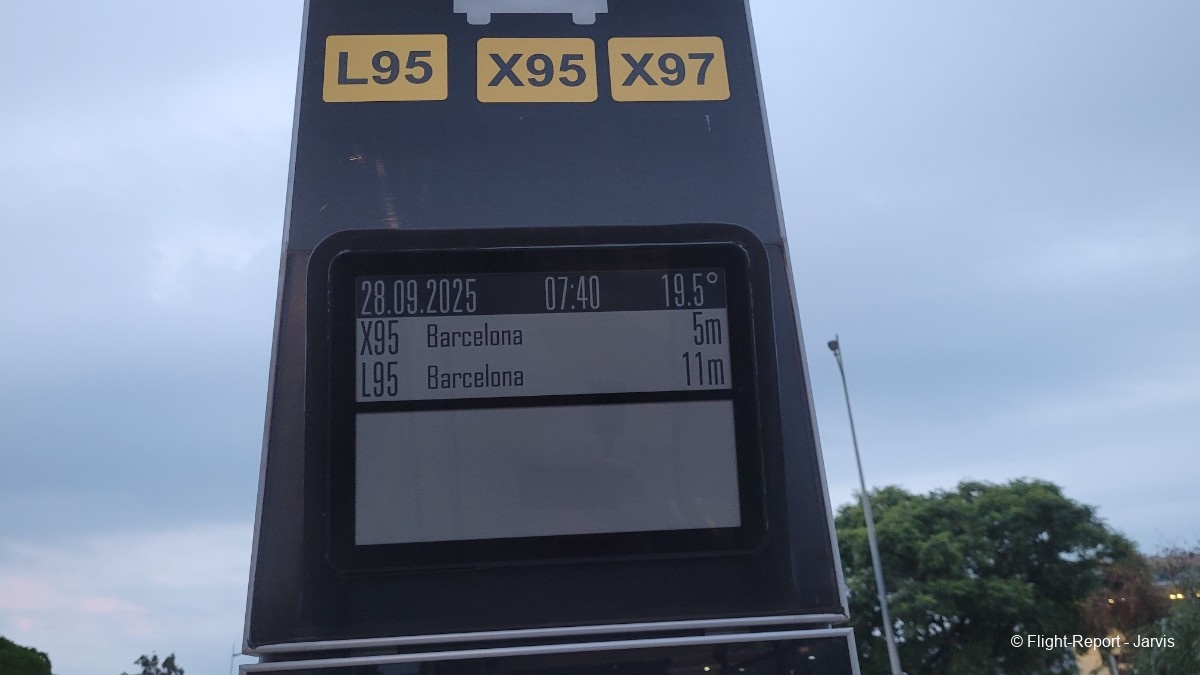 L95 X95 X97
28.09.2025 07:40 19.5°
X95 Barcelona 5m
L95 Barcelona 11m
© Flight-Report - Jarvis